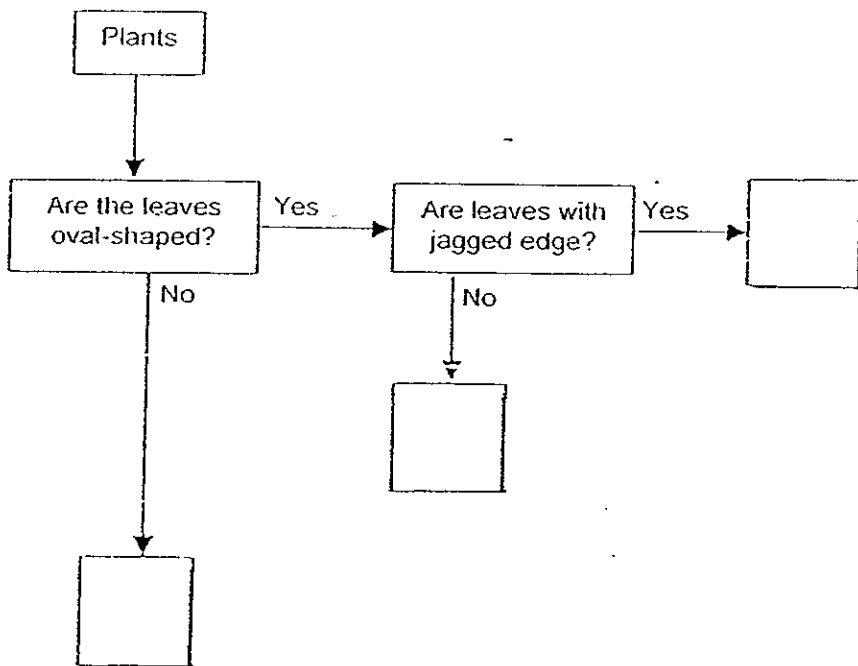 Plants
Are the leaves
oval-shaped?
Yes
Are leaves with
jagged edge?
Yes
No
No